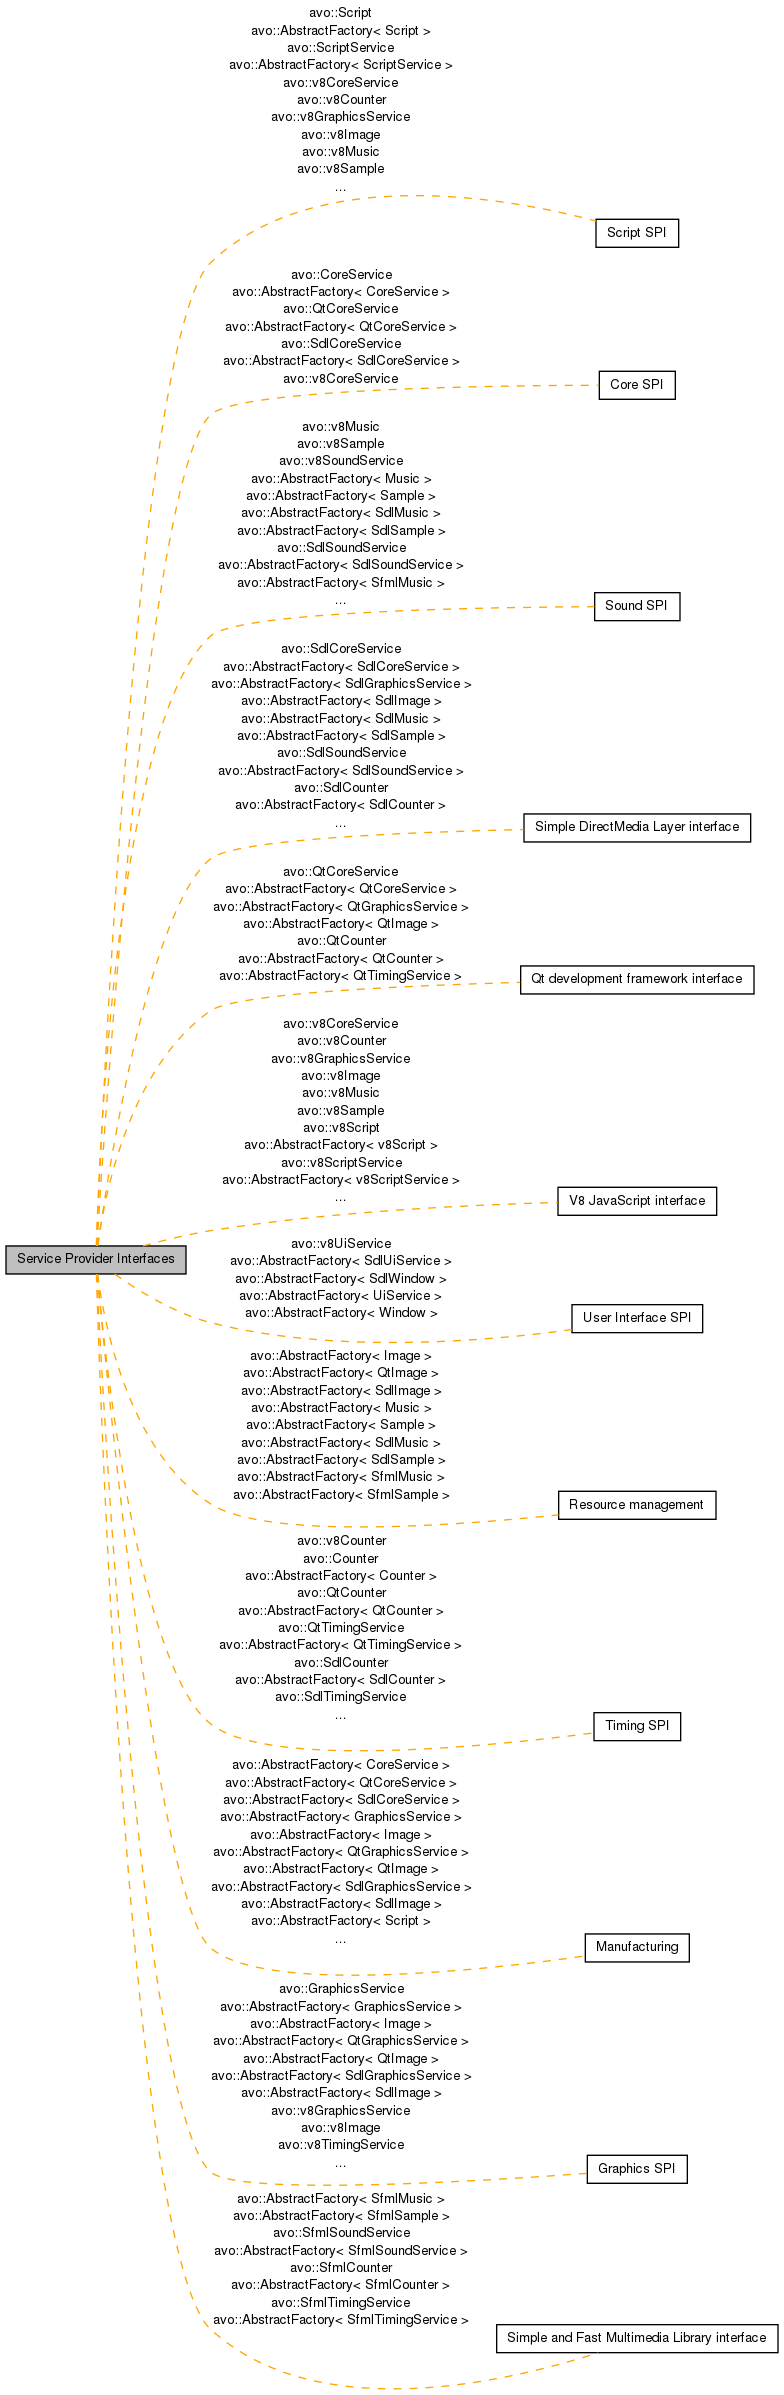 avo::Script
avo::AbstractFactory< Script >
avo::ScriptService
avo::AbstractFactory< ScriptService >
avo::v8CoreService
avo::v8Counter
avo::v8GraphicsService
avo::v8Image
avo::v8Music
avo::v8Sample
...
Script SPI
avo::CoreService
avo::AbstractFactory< CoreService >
avo::QtCoreService
avo::AbstractFactory< QtCoreService >
avo::SdlCoreService
avo::AbstractFactory< SdlCoreService >
avo::v8CoreService
Core SPI
avo::v8Music
avo::v8Sample
avo::v8SoundService
avo::AbstractFactory< Music >
avo::AbstractFactory< Sample >
avo::AbstractFactory< SdlMusic >
avo::AbstractFactory< SdlSample >
avo::SdlSoundService
avo::AbstractFactory< SdlSoundService >
avo::AbstractFactory< SfmlMusic >
...
Sound SPI
avo::SdlCoreService
avo::AbstractFactory< SdlCoreService >
avo::AbstractFactory< SdlGraphicsService >
avo::AbstractFactory< SdlImage >
avo::AbstractFactory< SdlMusic >
avo::AbstractFactory< SdlSample >
avo::SdlSoundService
avo::AbstractFactory< SdlSoundService >
avo::SdlCounter
avo::AbstractFactory< SdlCounter >
...
Simple DirectMedia Layer interface
avo::QtCoreService
avo::AbstractFactory< QtCoreService >
avo::AbstractFactory< QtGraphicsService >
avo::AbstractFactory< QtImage >
avo::QtCounter
avo::AbstractFactory< QtCounter >
avo::AbstractFactory< QtTimingService >
Qt development framework interface
avo::v8CoreService
avo::v8Counter
avo::v8GraphicsService
avo::v8Image
avo::v8Music
avo::v8Sample
avo::v8Script
avo::AbstractFactory< v8Script >
avo::v8ScriptService
avo::AbstractFactory< v8ScriptService >
...
V8 JavaScript interface
Service Provider Interfaces
avo::v8UiService
avo::AbstractFactory< SdlUiService >
avo::AbstractFactory< SdlWindow >
avo::AbstractFactory< UiService >
avo::AbstractFactory< Window >
User Interface SPI
avo::AbstractFactory< Image >
avo::AbstractFactory< QtImage >
avo::AbstractFactory< SdlImage >
avo::AbstractFactory< Music >
avo::AbstractFactory< Sample >
avo::AbstractFactory< SdlMusic >
avo::AbstractFactory< SdlSample >
avo::AbstractFactory< SfmlMusic >
avo::AbstractFactory< SfmlSample >
Resource management
avo::v8Counter
avo::Counter
avo::AbstractFactory< Counter >
avo::QtCounter
avo::AbstractFactory< QtCounter >
avo::QtTimingService
avo::AbstractFactory< QtTimingService >
avo::SdlCounter
avo::AbstractFactory< SdlCounter >
avo::SdlTimingService
...
Timing SPI
avo::AbstractFactory< CoreService >
avo::AbstractFactory< QtCoreService >
avo::AbstractFactory< SdlCoreService >
avo::AbstractFactory< GraphicsService >
avo::AbstractFactory< Image >
avo::AbstractFactory< QtGraphicsService >
avo::AbstractFactory< QtImage >
avo::AbstractFactory< SdlGraphicsService >
avo::AbstractFactory< SdlImage >
avo::AbstractFactory< Script >
...
Manufacturing
avo::GraphicsService
avo::AbstractFactory< GraphicsService >
avo::AbstractFactory< Image >
avo::AbstractFactory< QtGraphicsService >
avo::AbstractFactory< QtImage >
avo::AbstractFactory< SdlGraphicsService >
avo::AbstractFactory< SdlImage >
avo::v8GraphicsService
avo::v8Image
avo::v8TimingService
...
Graphics SPI
avo::AbstractFactory< SfmlMusic >
avo::AbstractFactory< SfmlSample >
avo::SfmlSoundService
avo::AbstractFactory< SfmlSoundService >
avo::SfmlCounter
avo::AbstractFactory< SfmlCounter >
avo::SfmlTimingService
avo::AbstractFactory< SfmlTimingService >
Simple and Fast Multimedia Library interface